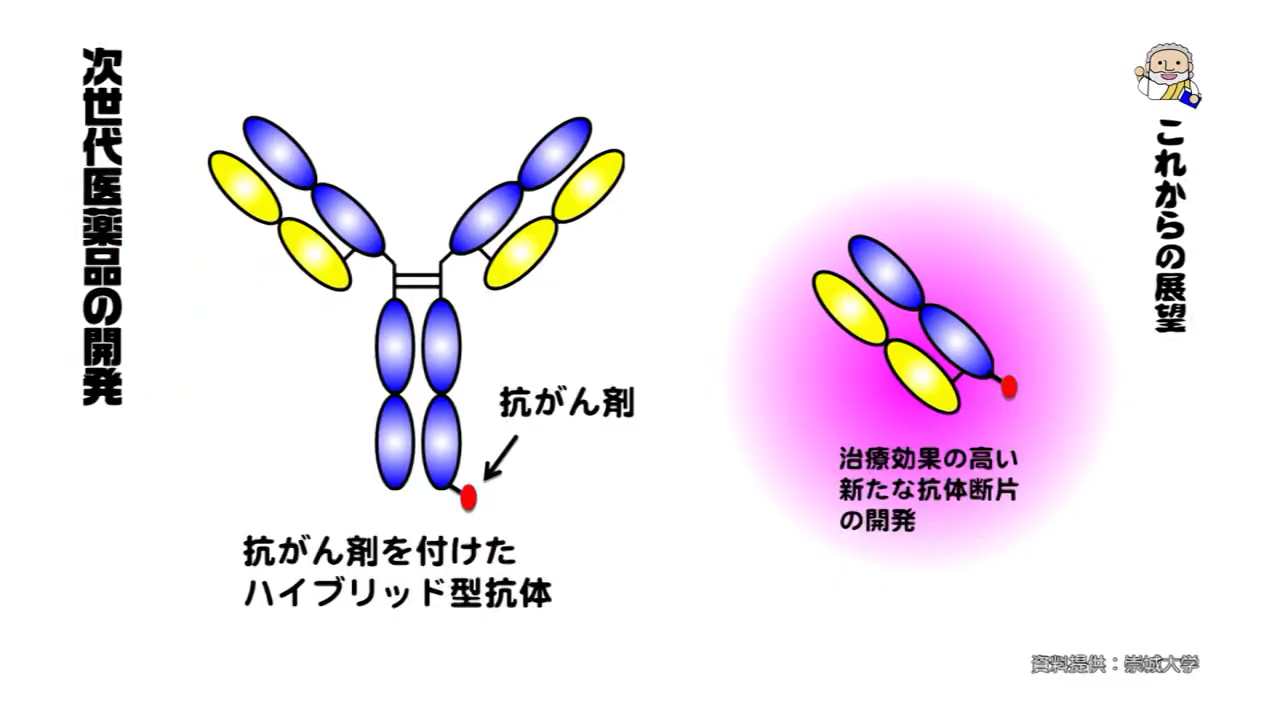 次世代医薬品の開発
これからの展望
抗がん剤
抗がん剤を付けた
ハイブリッド型抗体
治療効果の高い
新たな抗体断片
の開発
資料提供：崇城大学